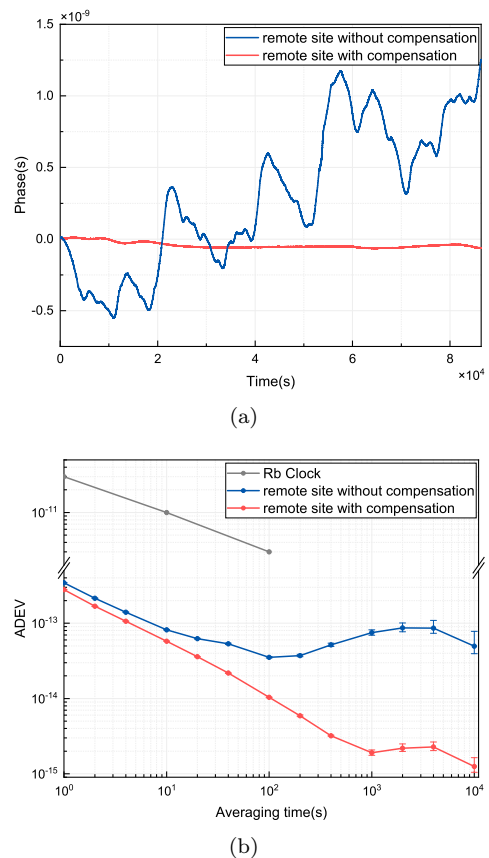 ×10⁻⁹
1.5
remote site without compensation
remote site with compensation
1.0
0.5
0.0
-0.5
Phase(s)
0 2 4 6 8
×10⁴
Time(s)
(a)
Rb Clock
remote site without compensation
remote site with compensation
10⁻¹¹
10⁻¹³
10⁻¹⁴
10⁻¹⁵
ADEV
10⁰ 10¹ 10² 10³ 10⁴
Averaging time(s)
(b)